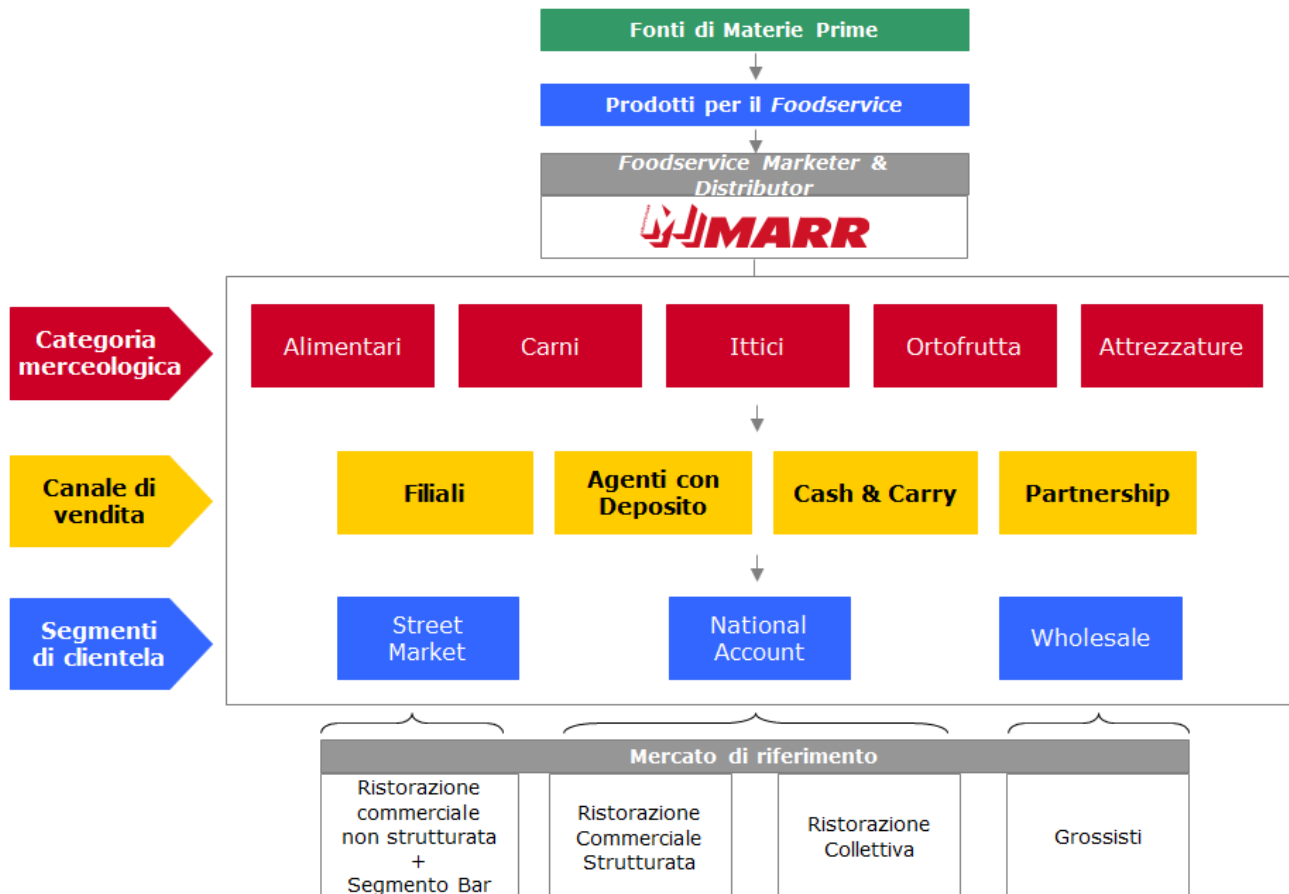 Fonti di Materie Prime
Prodotti per il Foodservice
Foodservice Marketer &
Distributor
MARR
Categoria
merceologica
Alimentari
Carni
Ittici
Ortofrutta
Attrezzature
Canale di
vendita
Filiali
Agenti con
Deposito
Cash & Carry
Partnership
Segmenti
di clientela
Street
Market
National
Account
Wholesale
Mercato di riferimento
Ristorazione
commerciale
non strutturata
+
Segmento Bar
Ristorazione
Commerciale
Strutturata
Ristorazione
Collettiva
Grossisti